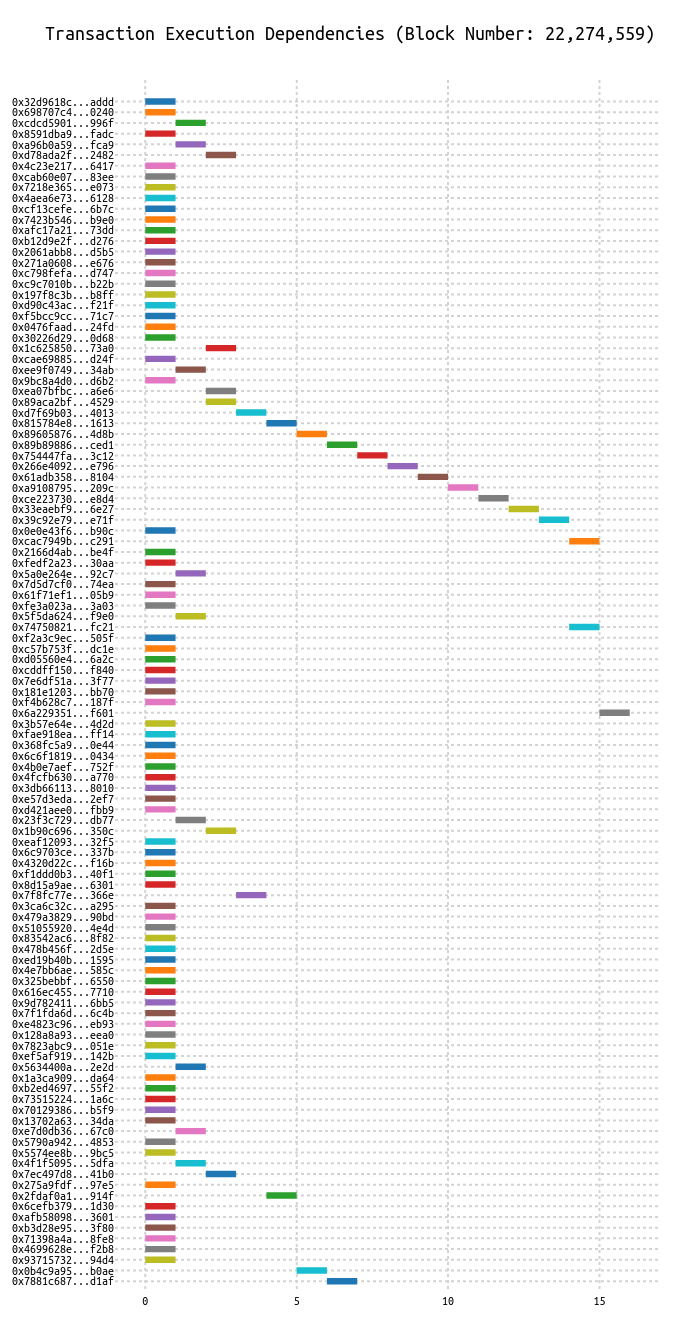 Transaction Execution Dependencies (Block Number: 22,274,559)
0x32d9618c...addd
0x698707c4...0240
0xcdcd5901...996f
0x8591dba9...fadc
0xa96b0a59...fca9
0xd78ada2f...2482
0x4c23e217...6417
0xcab60e07...83ee
0x7218e365...e073
0x4aea6e73...6128
0xcf13cefe...6b7c
0x7423b546...b9e0
0xafc17a21...73dd
0xb12d9e2f...d276
0x2061abb8...d5b5
0x271a0608...e676
0xc798fefa...d747
0xc9c7010b...b22b
0x197f8c3b...b8ff
0xd90c43ac...f21f
0xf5bcc9cc...71c7
0x0476faad...24fd
0x30226d29...0d68
0x1c625850...73a0
0xcae69885...d24f
0xee9f0749...34ab
0x9bc8a4d0...d6b2
0xea07bfbc...a6e6
0x89aca2bf...4529
0xd7f69b03...4013
0x815784e8...1613
0x89605876...4d8b
0x89b89886...ced1
0x754447fa...3c12
0x266e4092...e796
0x61adb358...8104
0xa9108795...209c
0xce223730...e8d4
0x33eaebf9...6e27
0x39c92e79...e71f
0x0e0e43f6...b90c
0xcac7949b...c291
0x2166d4ab...be4f
0xfedf2a23...30aa
0x5a0e264e...92c7
0x7d5d7cf0...74ea
0x61f71ef1...05b9
0xfe3a023a...3a03
0x5f5da624...f9e0
0x74750821...fc21
0xf2a3c9ec...505f
0xc57b753f...dc1e
0xd05560e4...6a2c
0xcddff150...f840
0x7e6df51a...3f77
0x181e1203...bb70
0xf4b628c7...187f
0x6a229351...f601
0x3b57e64e...4d2d
0xfae918ea...ff14
0x368fc5a9...0e44
0x6c6f1819...0434
0x4b0e7aef...752f
0x4fcfb630...a770
0x3db66113...8010
0xe57d3eda...2ef7
0xd421aee0...fbb9
0x23f3c729...db77
0x1b90c696...350c
0xeaf12093...32f5
0x6c9703ce...337b
0x4320d22c...f16b
0xf1ddd0b3...40f1
0x8d15a9ae...6301
0x7f8fc77e...366e
0x3ca6c32c...a295
0x479a3829...90bd
0x51055920...4e4d
0x83542ac6...8f82
0x478b456f...2d5e
0xed19b40b...1595
0x4e7bb6ae...585c
0x325bebbf...6550
0x616ec455...7710
0x9d782411...6bb5
0x7f1fda6d...6c4b
0xe4823c96...eb93
0x128a8a93...eea0
0x7823abc9...051e
0xef5af919...142b
0x5634400a...2e2d
0x1a3ca909...da64
0xb2ed4697...55f2
0x73515224...1a6c
0x70129386...b5f9
0x13702a63...34da
0xe7d0db36...67c0
0x5790a942...4853
0x5574ee8b...9bc5
0x4f1f5095...5dfa
0x7ec497d8...41b0
0x275a9fdf...97e5
0x2fdaf0a1...914f
0x6cefb379...1d30
0xafb58098...3601
0xb3d28e95...3f80
0x71398a4a...8fe8
0x4699628e...f2b8
0x93715732...94d4
0x0b4c9a95...b0ae
0x7881c687...d1af
0 5 10 15